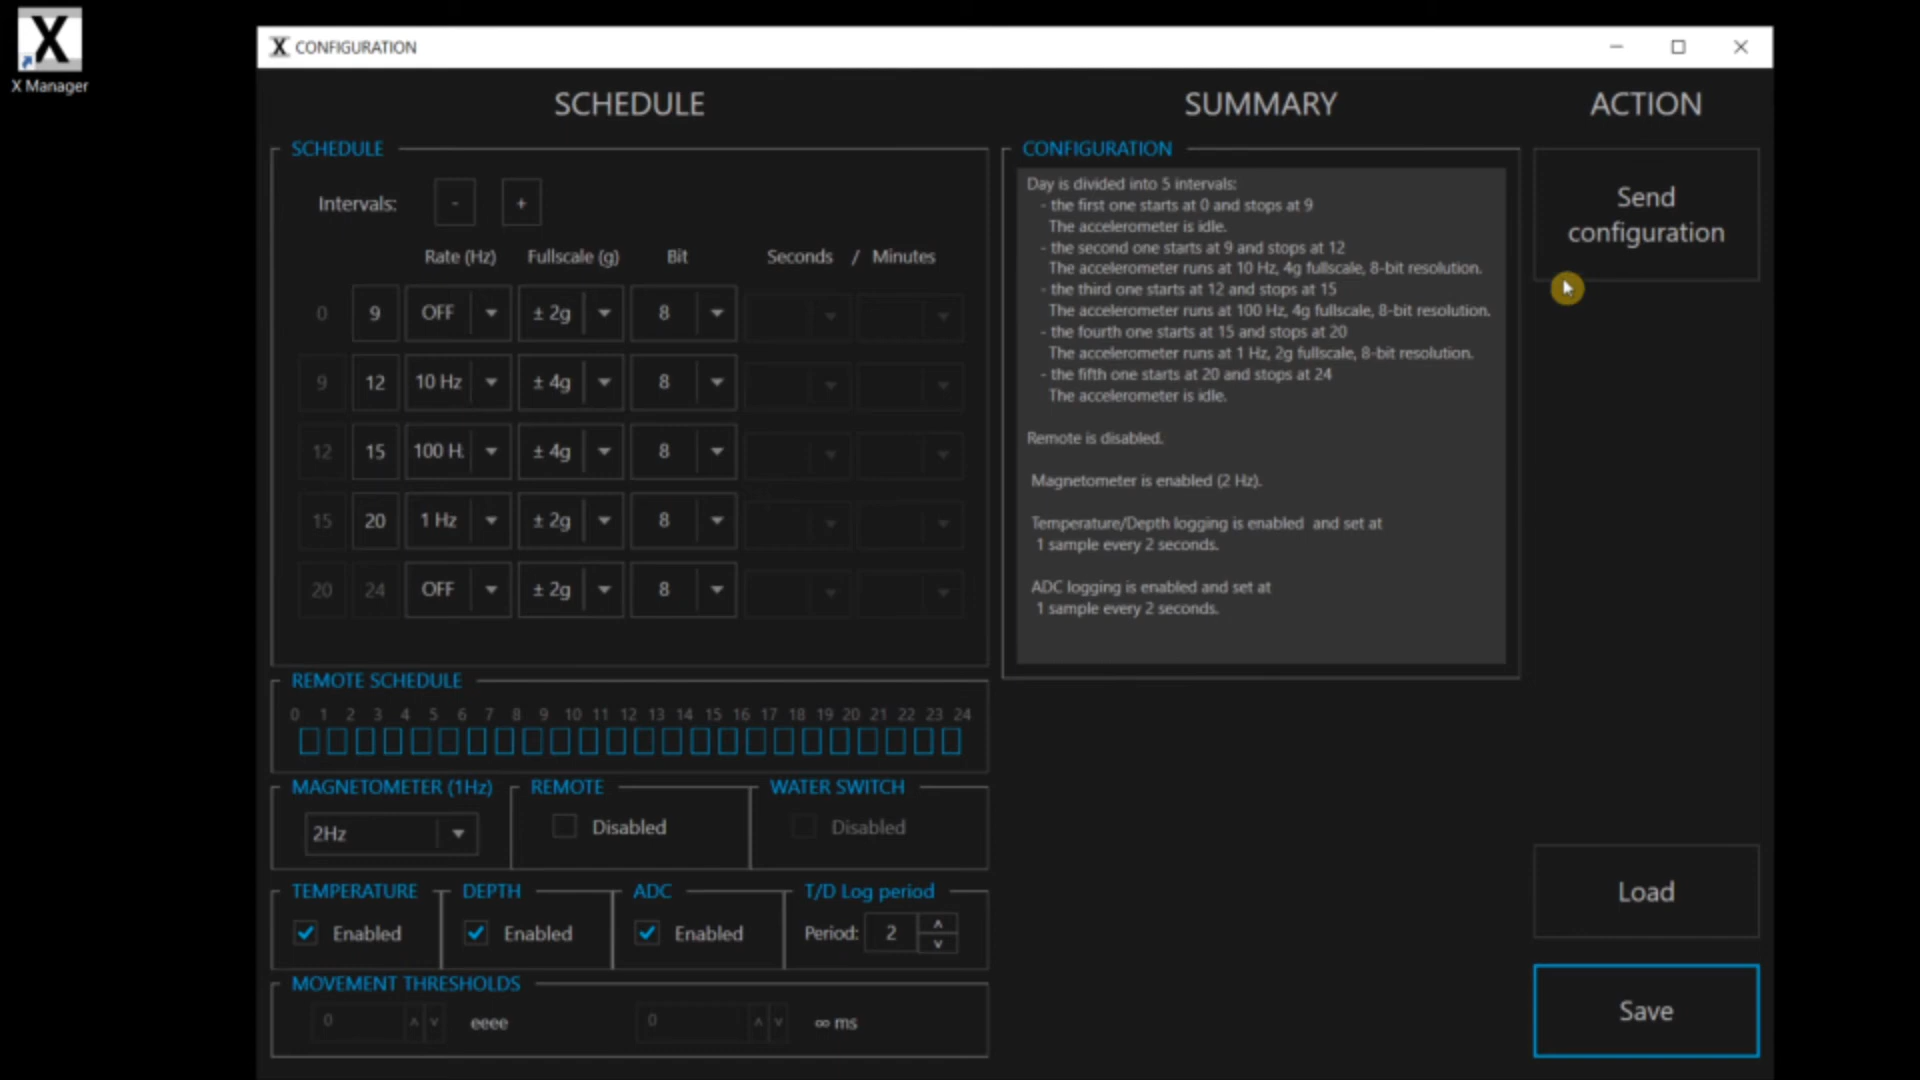 X Manager
X CONFIGURATION
SCHEDULE
SUMMARY
ACTION
SCHEDULE
Intervals: - +
Rate (Hz) Fullscale (g) Bit Seconds / Minutes
0 9 OFF ± 2g 8
9 12 10 Hz ± 4g 8
12 15 100 H: ± 4g 8
15 20 1 Hz ± 2g 8
20 24 OFF ± 2g 8
REMOTE SCHEDULE
0 1 2 3 4 5 6 7 8 9 10 11 12 13 14 15 16 17 18 19 20 21 22 23 24
MAGNETOMETER (1Hz)
2Hz
REMOTE
Disabled
WATER SWITCH
Disabled
TEMPERATURE
Enabled
DEPTH
Enabled
ADC
Enabled
T/D Log period
Period: 2
MOVEMENT THRESHOLDS
0 eeee 0 ∞ ms
CONFIGURATION
Day is divided into 5 intervals:
- the first one starts at 0 and stops at 9
The accelerometer is idle.
- the second one starts at 9 and stops at 12
The accelerometer runs at 10 Hz, 4g fullscale, 8-bit resolution.
- the third one starts at 12 and stops at 15
The accelerometer runs at 100 Hz, 4g fullscale, 8-bit resolution.
- the fourth one starts at 15 and stops at 20
The accelerometer runs at 1 Hz, 2g fullscale, 8-bit resolution.
- the fifth one starts at 20 and stops at 24
The accelerometer is idle.
Remote is disabled.
Magnetometer is enabled (2 Hz).
Temperature/Depth logging is enabled and set at
1 sample every 2 seconds.
ADC logging is enabled and set at
1 sample every 2 seconds.
Send
configuration
Load
Save